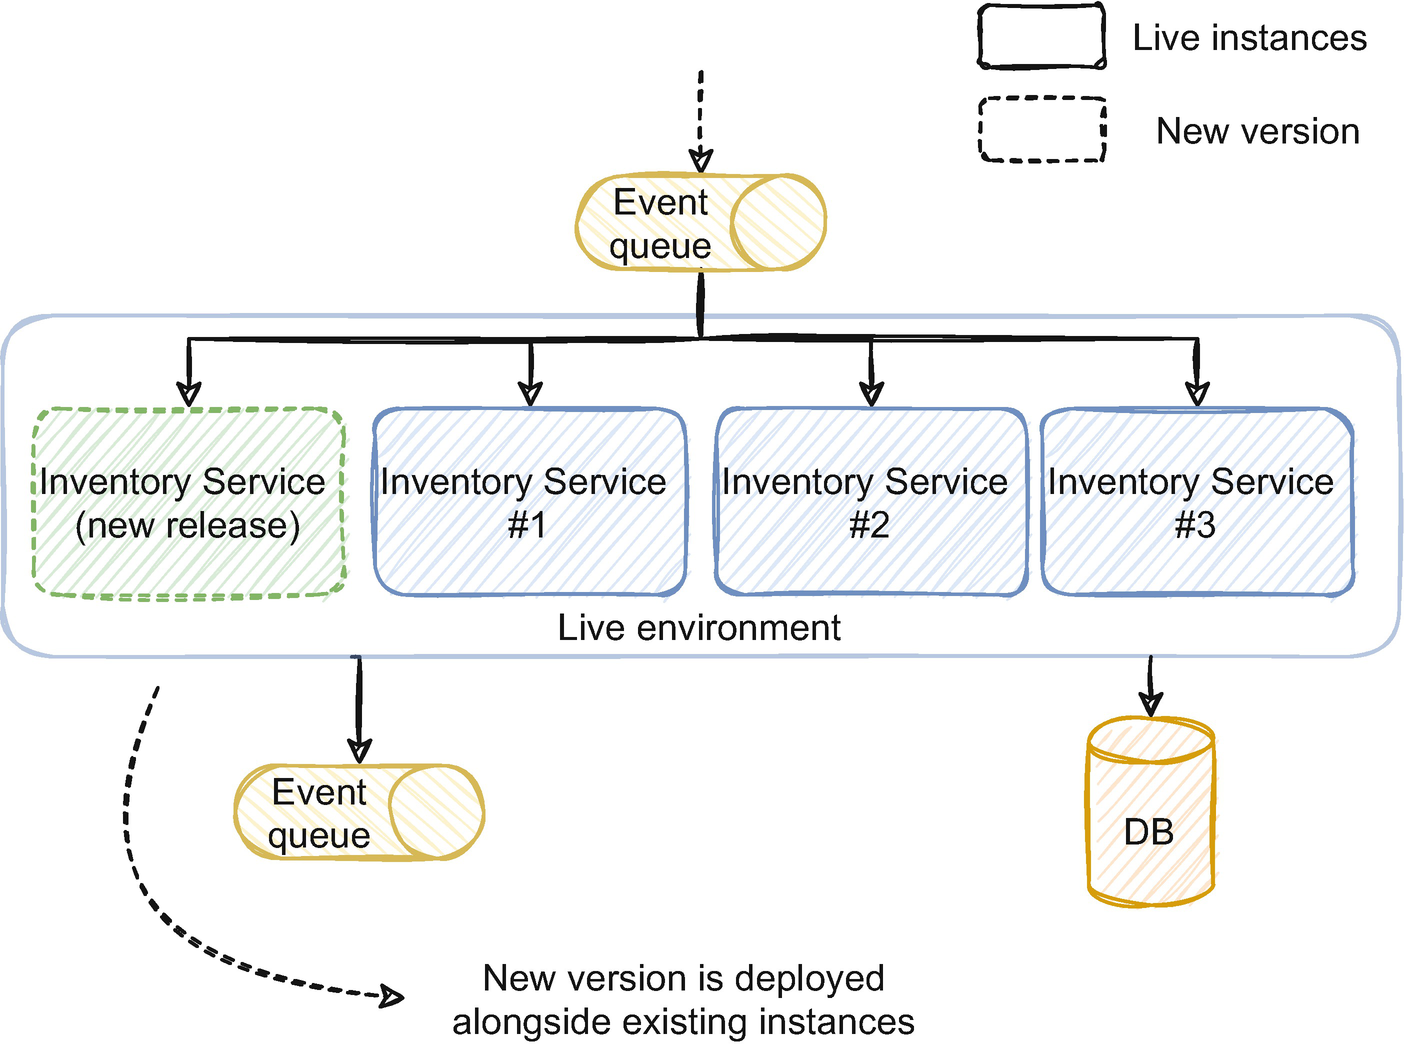 Live instances
New version
Event
queue
Inventory Service
(new release)
Inventory Service
#1
Inventory Service
#2
Inventory Service
#3
Live environment
Event
queue
DB
New version is deployed
alongside existing instances